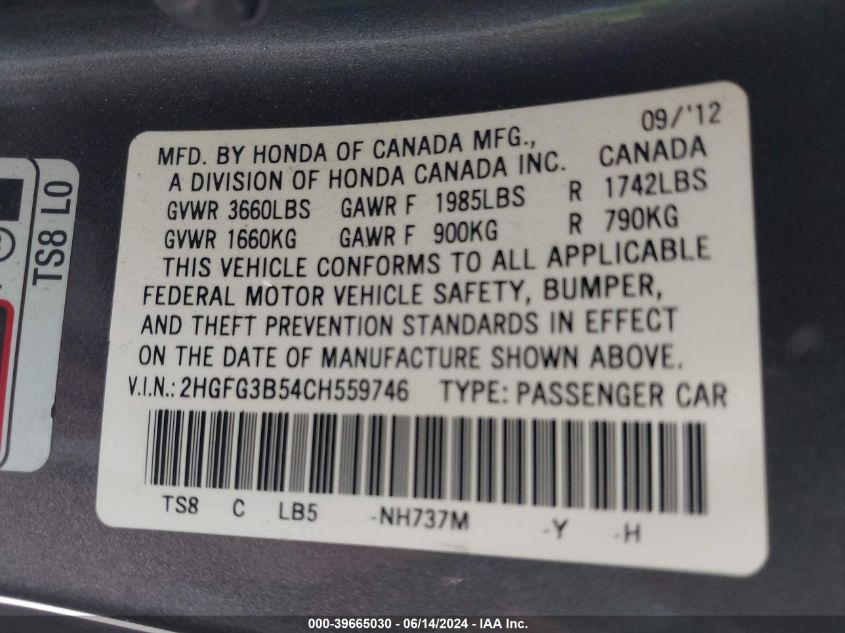 09/'12
MFD. BY HONDA OF CANADA MFG.,
A DIVISION OF HONDA CANADA INC. CANADA
GVWR 3660LBS GAWR F 1985LBS R 1742LBS
GVWR 1660KG GAWR F 900KG R 790KG
THIS VEHICLE CONFORMS TO ALL APPLICABLE
FEDERAL MOTOR VEHICLE SAFETY, BUMPER,
AND THEFT PREVENTION STANDARDS IN EFFECT
ON THE DATE OF MANUFACTURE SHOWN ABOVE.
V.I.N.: 2HGFG3B54CH559746 TYPE: PASSENGER CAR
TS8 C LB5 -NH737M -Y -H
TS8 L0
000-39665030 - 06/14/2024 - IAA Inc.